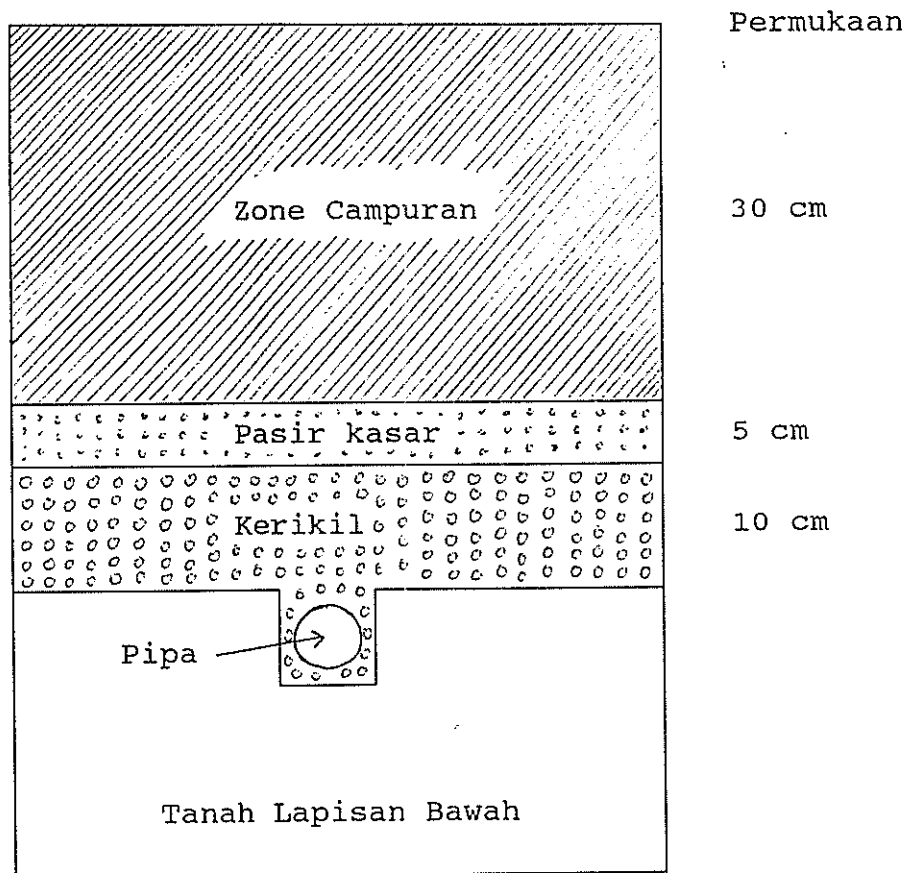 Permukaan
Zone Campuran
30 cm
Pasir kasar
5 cm
Kerikil
10 cm
Pipa
Tanah Lapisan Bawah